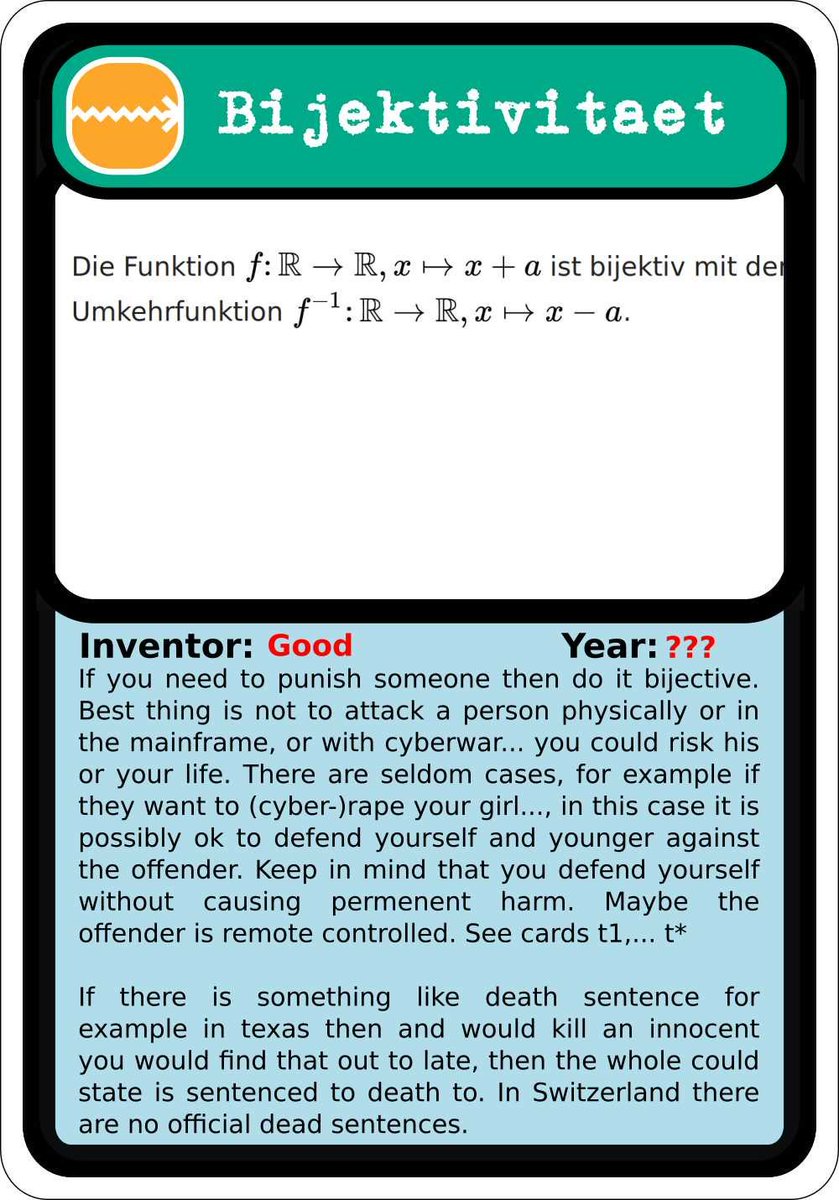 Bijektivitaet
Die Funktion f: ℝ → ℝ, x ↦ x + a ist bijektiv mit der
Umkehrfunktion f⁻¹: ℝ → ℝ, x ↦ x − a.
Inventor: Good Year: ???
If you need to punish someone then do it bijective.
Best thing is not to attack a person physically or in
the mainframe, or with cyberwar... you could risk his
or your life. There are seldom cases, for example if
they want to (cyber-)rape your girl..., in this case it is
possibly ok to defend yourself and younger against
the offender. Keep in mind that you defend yourself
without causing permenent harm. Maybe the
offender is remote controlled. See cards t1,... t*
If there is something like death sentence for
example in texas then and would kill an innocent
you would find that out to late, then the whole could
state is sentenced to death to. In Switzerland there
are no official dead sentences.